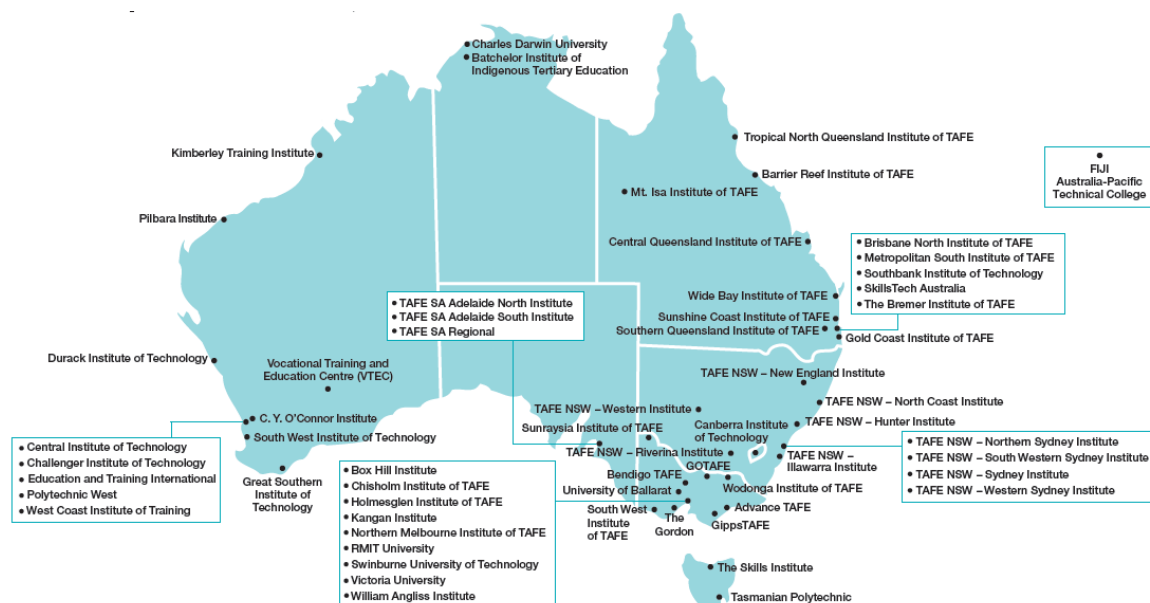 Charles Darwin University
Batchelor Institute of
Indigenous Tertiary Education
Tropical North Queensland Institute of TAFE
Kimberley Training Institute
FIJI
Australia-Pacific
Technical College
Barrier Reef Institute of TAFE
Mt. Isa Institute of TAFE
Pilbara Institute
Central Queensland Institute of TAFE
Brisbane North Institute of TAFE
Metropolitan South Institute of TAFE
Southbank Institute of Technology
SkillsTech Australia
The Bremer Institute of TAFE
Wide Bay Institute of TAFE
TAFE SA Adelaide North Institute
TAFE SA Adelaide South Institute
TAFE SA Regional
Sunshine Coast Institute of TAFE
Southern Queensland Institute of TAFE
Gold Coast Institute of TAFE
Durack Institute of Technology
Vocational Training and
Education Centre (VTEC)
TAFE NSW – New England Institute
TAFE NSW – North Coast Institute
TAFE NSW – Western Institute
C. Y. O'Connor Institute
TAFE NSW – Hunter Institute
Sunraysia Institute of TAFE
Canberra Institute
of Technology
South West Institute of Technology
Central Institute of Technology
Challenger Institute of Technology
Education and Training International
Polytechnic West
West Coast Institute of Training
TAFE NSW – Northern Sydney Institute
TAFE NSW – South Western Sydney Institute
TAFE NSW – Sydney Institute
TAFE NSW – Western Sydney Institute
TAFE NSW – Riverina Institute
TAFE NSW –
Illawarra Institute
GOTAFE
Bendigo TAFE
Wodonga Institute of TAFE
Great Southern
Institute of
Technology
Box Hill Institute
Chisholm Institute of TAFE
Holmesglen Institute of TAFE
Kangan Institute
Northern Melbourne Institute of TAFE
RMIT University
Swinburne University of Technology
Victoria University
William Angliss Institute
University of Ballarat
South West
Institute
of TAFE
The
Gordon
Advance TAFE
GippsTAFE
The Skills Institute
Tasmanian Polytechnic